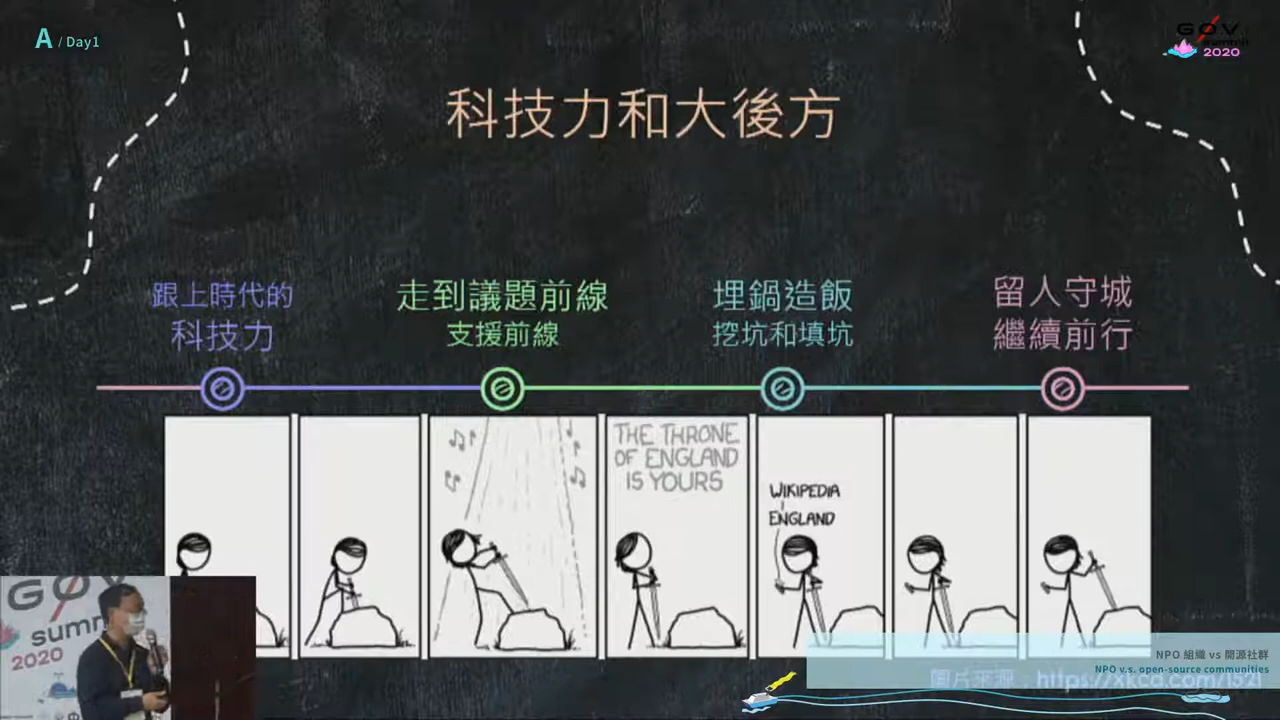 A / Day1
GØV
summit
2020
科技力和大後方
跟上時代的
科技力
走到議題前線
支援前線
埋鍋造飯
挖坑和填坑
留人守城
繼續前行
THE THRONE
OF ENGLAND
IS YOURS
WIKIPEDIA
ENGLAND
GØV
summ
2020
NPO 組織 vs 開源社群
NPO v.s. open-source communities
圖片來源：https://xkcd.com/1521